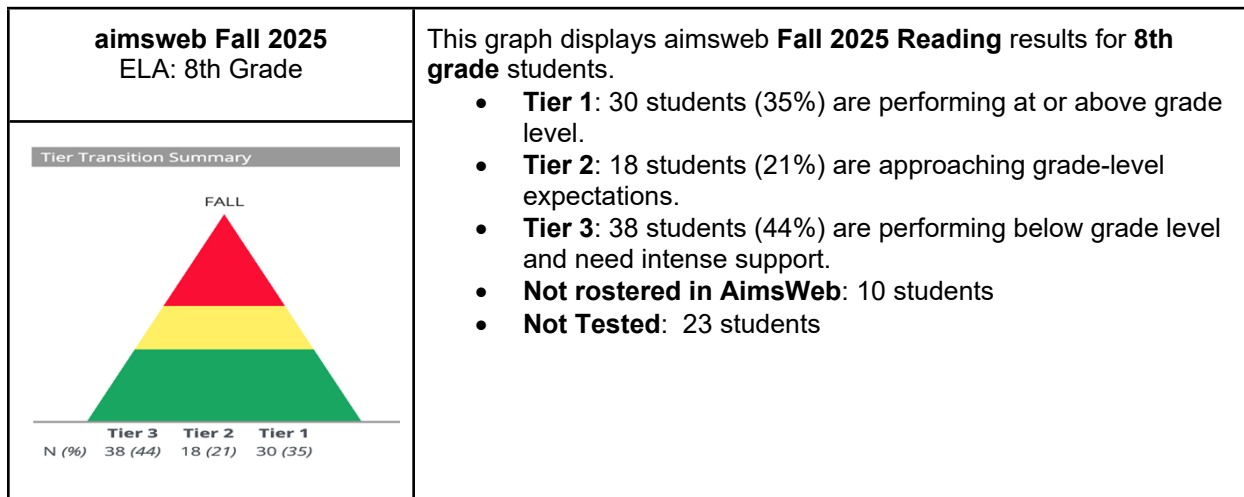 aimsweb Fall 2025
ELA: 8th Grade
Tier Transition Summary
FALL
Tier 3 Tier 2 Tier 1
N (%) 38 (44) 18 (21) 30 (35)
This graph displays aimsweb Fall 2025 Reading results for 8th
grade students.
• Tier 1: 30 students (35%) are performing at or above grade
level.
• Tier 2: 18 students (21%) are approaching grade-level
expectations.
• Tier 3: 38 students (44%) are performing below grade level
and need intense support.
• Not rostered in AimsWeb: 10 students
• Not Tested: 23 students